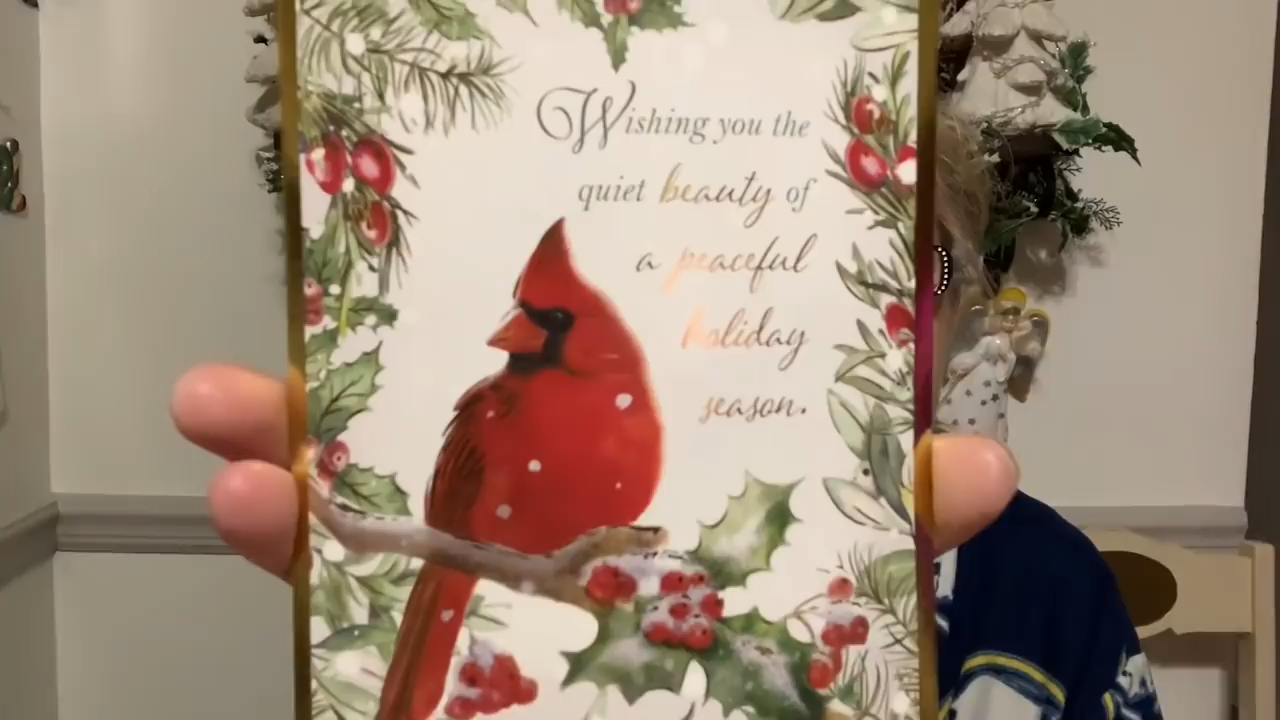 Wishing you the
quiet beauty of
a peaceful
holiday
season.